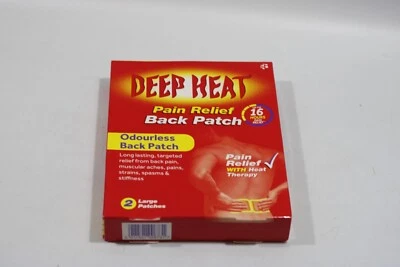 DEEP HEAT
Pain Relief
Back Patch
16
HOURS
Odourless
Back Patch
Long lasting, targeted
relief from back pain,
muscular aches, pains,
strains, spasms &
stiffness
Pain
Relief
WITH Heat
Therapy
2 Large
Patches